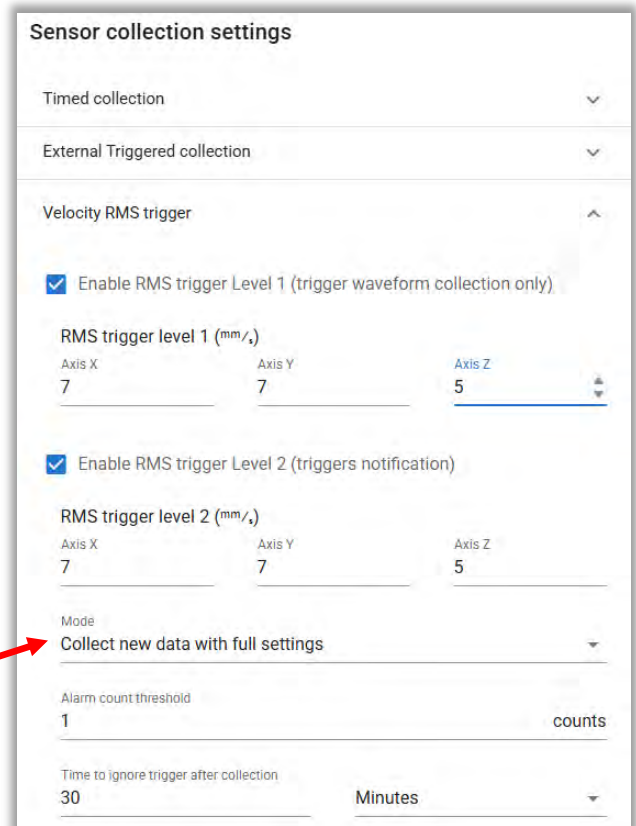 Sensor collection settings
Timed collection
External Triggered collection
Velocity RMS trigger
Enable RMS trigger Level 1 (trigger waveform collection only)
RMS trigger level 1 (mm/s)
Axis X Axis Y Axis Z
7 7 5
Enable RMS trigger Level 2 (triggers notification)
RMS trigger level 2 (mm/s)
Axis X Axis Y Axis Z
7 7 5
Mode
Collect new data with full settings
Alarm count threshold
1 counts
Time to ignore trigger after collection
30 Minutes